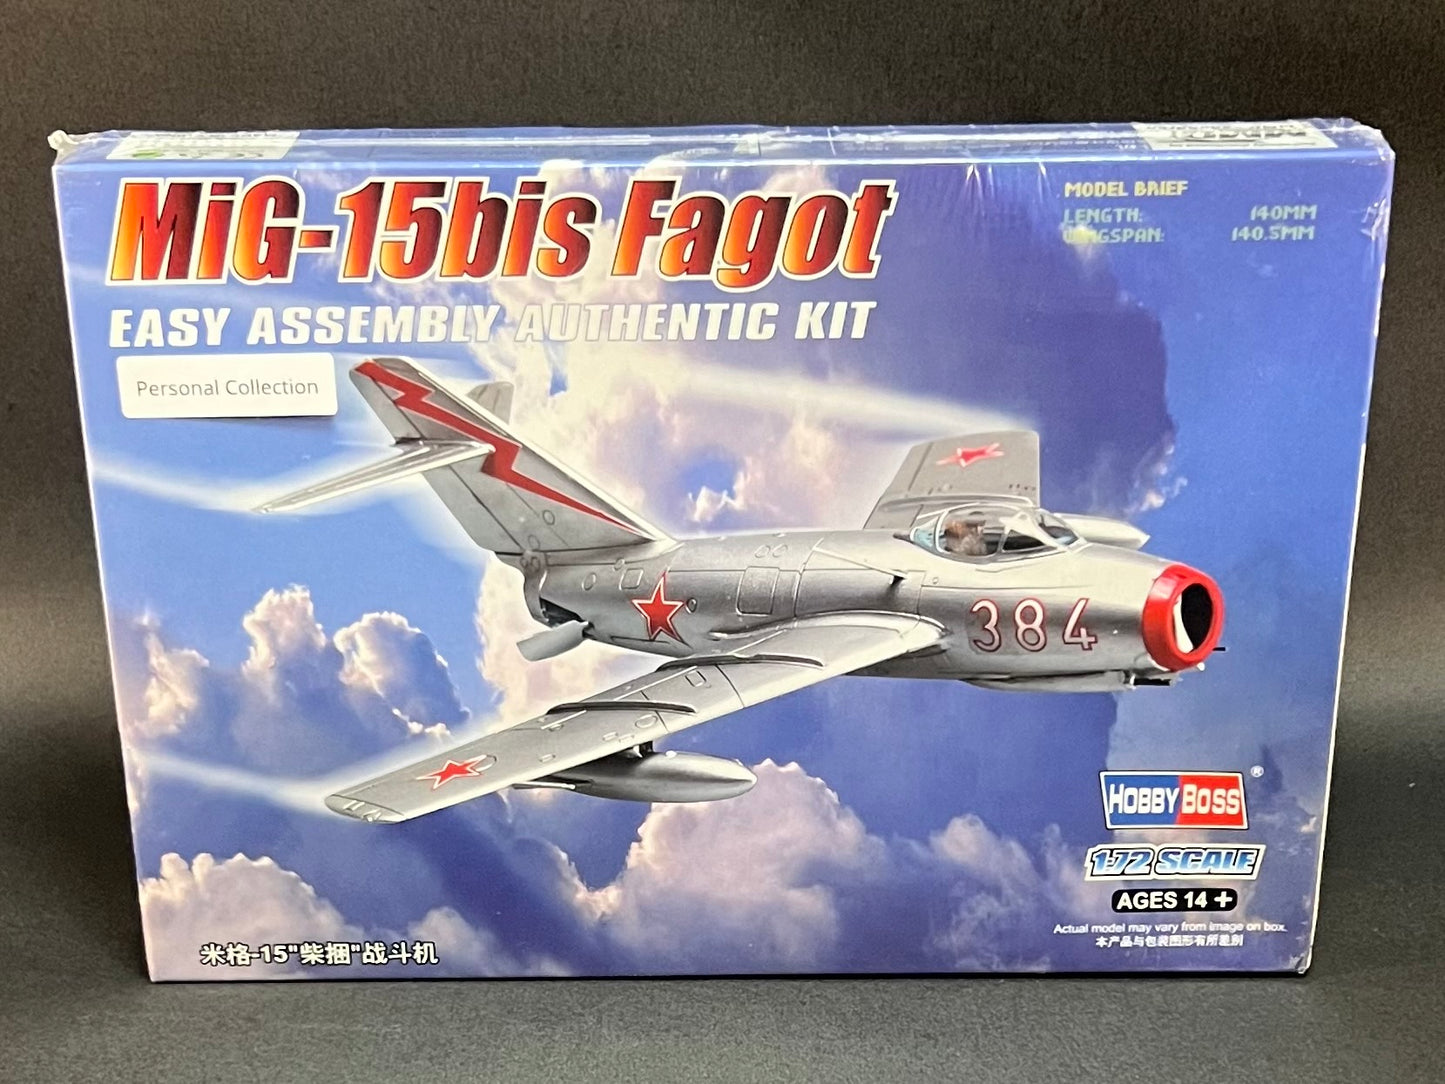 MiG-15bis Fagot
EASY ASSEMBLY AUTHENTIC KIT
Personal Collection
MODEL BRIEF
LENGTH: 140MM
WINGSPAN: 140.5MM
384
HOBBY BOSS ®
1:72 SCALE
AGES 14 +
Actual model may vary from image on box.
本产品与包装图形有所差别
米格-15"柴捆"战斗机